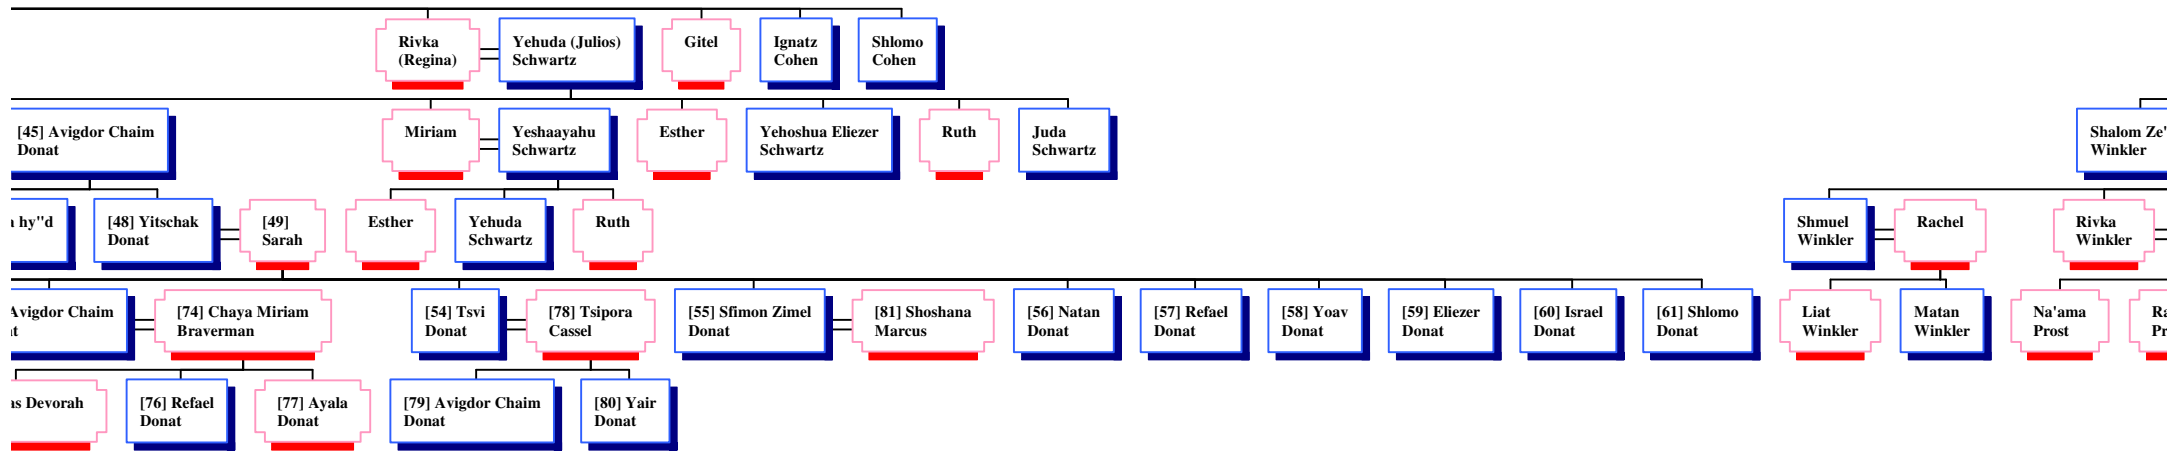 Rivka
(Regina)
Yehuda (Julios)
Schwartz
Gitel
Ignatz
Cohen
Shlomo
Cohen
[45] Avigdor Chaim
Donat
Miriam
Yeshaayahu
Schwartz
Esther
Yehoshua Eliezer
Schwartz
Ruth
Juda
Schwartz
Shalom Ze'
Winkler
hy"d
[48] Yitschak
Donat
[49]
Sarah
Esther
Yehuda
Schwartz
Ruth
Shmuel
Winkler
Rachel
Rivka
Winkler
Avigdor Chaim
[74] Chaya Miriam
Braverman
[54] Tsvi
Donat
[78] Tsipora
Cassel
[55] Sfimon Zimel
Donat
[81] Shoshana
Marcus
[56] Natan
Donat
[57] Refael
Donat
[58] Yoav
Donat
[59] Eliezer
Donat
[60] Israel
Donat
[61] Shlomo
Donat
Liat
Winkler
Matan
Winkler
Na'ama
Prost
Devorah
[76] Refael
Donat
[77] Ayala
Donat
[79] Avigdor Chaim
Donat
[80] Yair
Donat